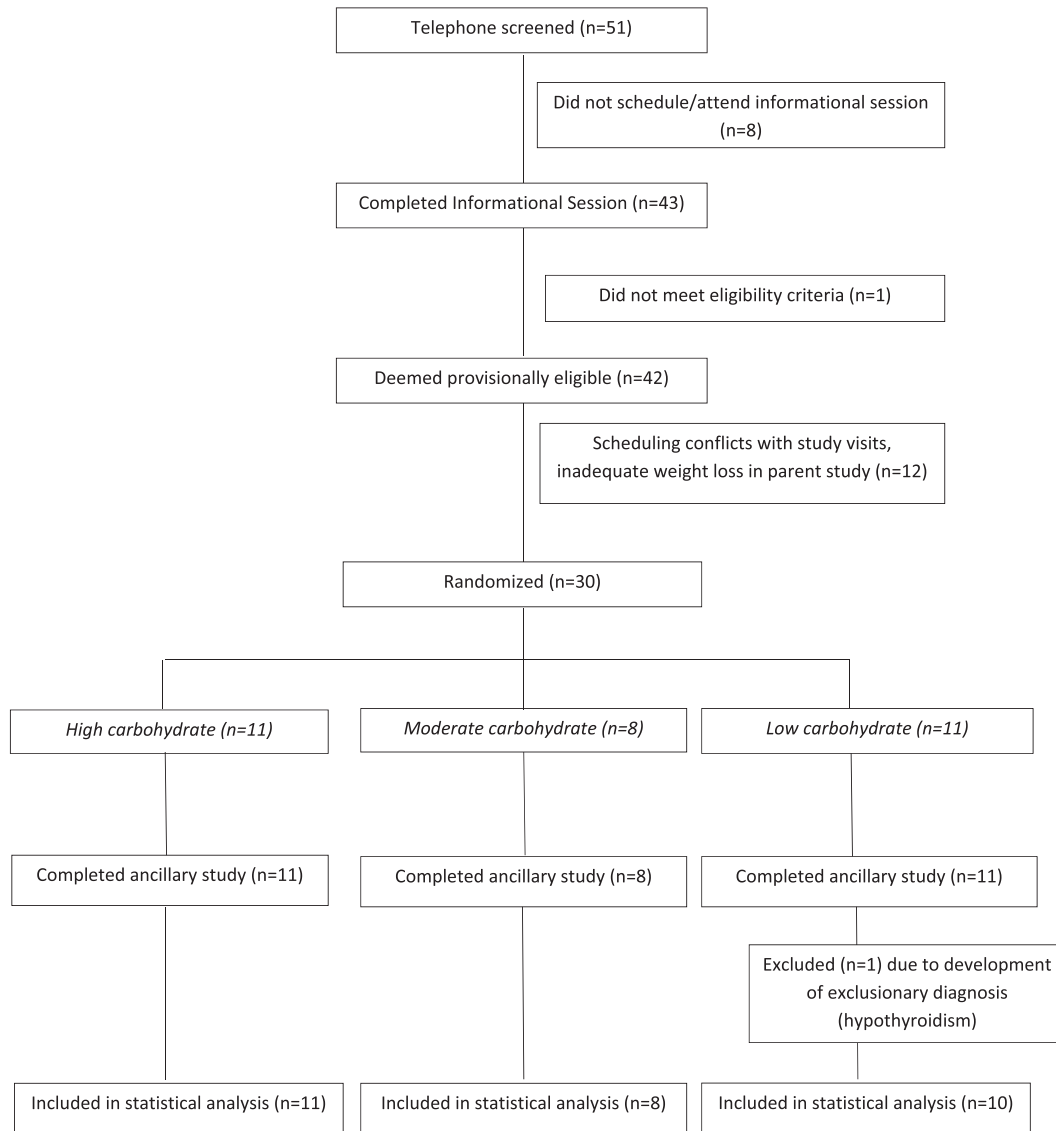 Telephone screened (n=51)
Did not schedule/attend informational session
(n=8)
Completed Informational Session (n=43)
Did not meet eligibility criteria (n=1)
Deemed provisionally eligible (n=42)
Scheduling conflicts with study visits,
inadequate weight loss in parent study (n=12)
Randomized (n=30)
High carbohydrate (n=11)
Moderate carbohydrate (n=8)
Low carbohydrate (n=11)
Completed ancillary study (n=11)
Completed ancillary study (n=8)
Completed ancillary study (n=11)
Excluded (n=1) due to development
of exclusionary diagnosis
(hypothyroidism)
Included in statistical analysis (n=11)
Included in statistical analysis (n=8)
Included in statistical analysis (n=10)